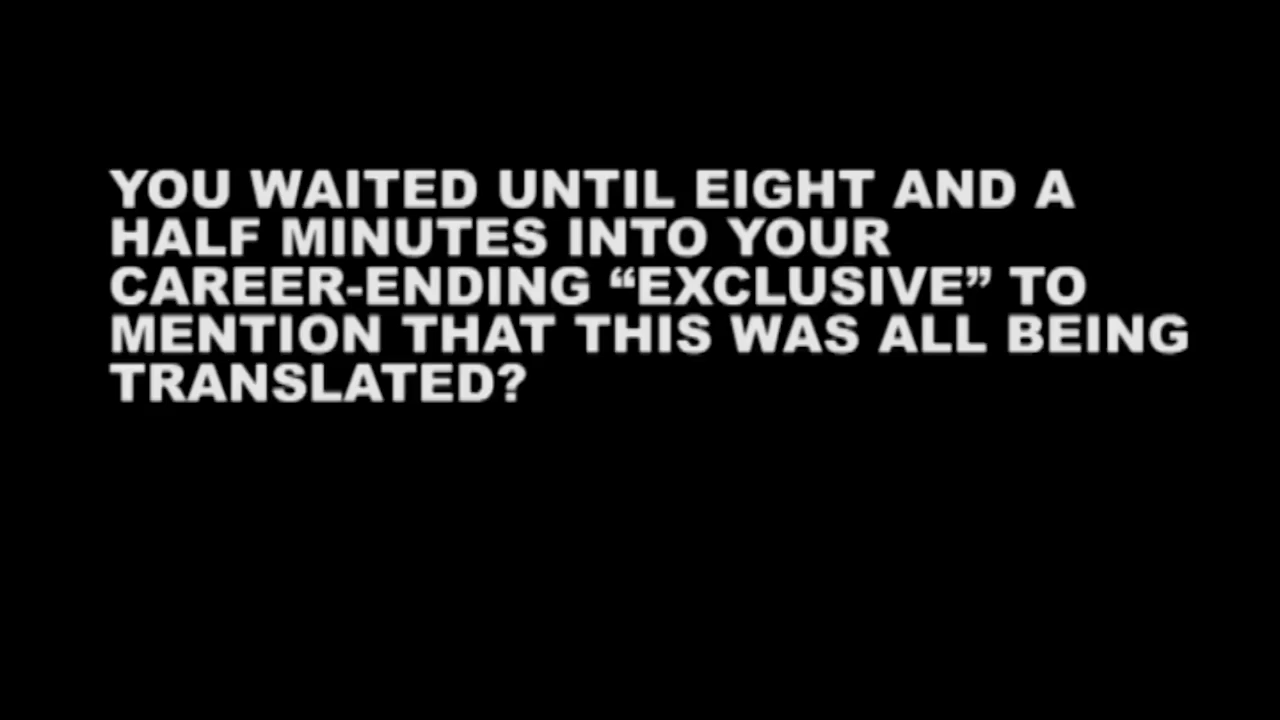 YOU WAITED UNTIL EIGHT AND A
HALF MINUTES INTO YOUR
CAREER-ENDING “EXCLUSIVE” TO
MENTION THAT THIS WAS ALL BEING
TRANSLATED?